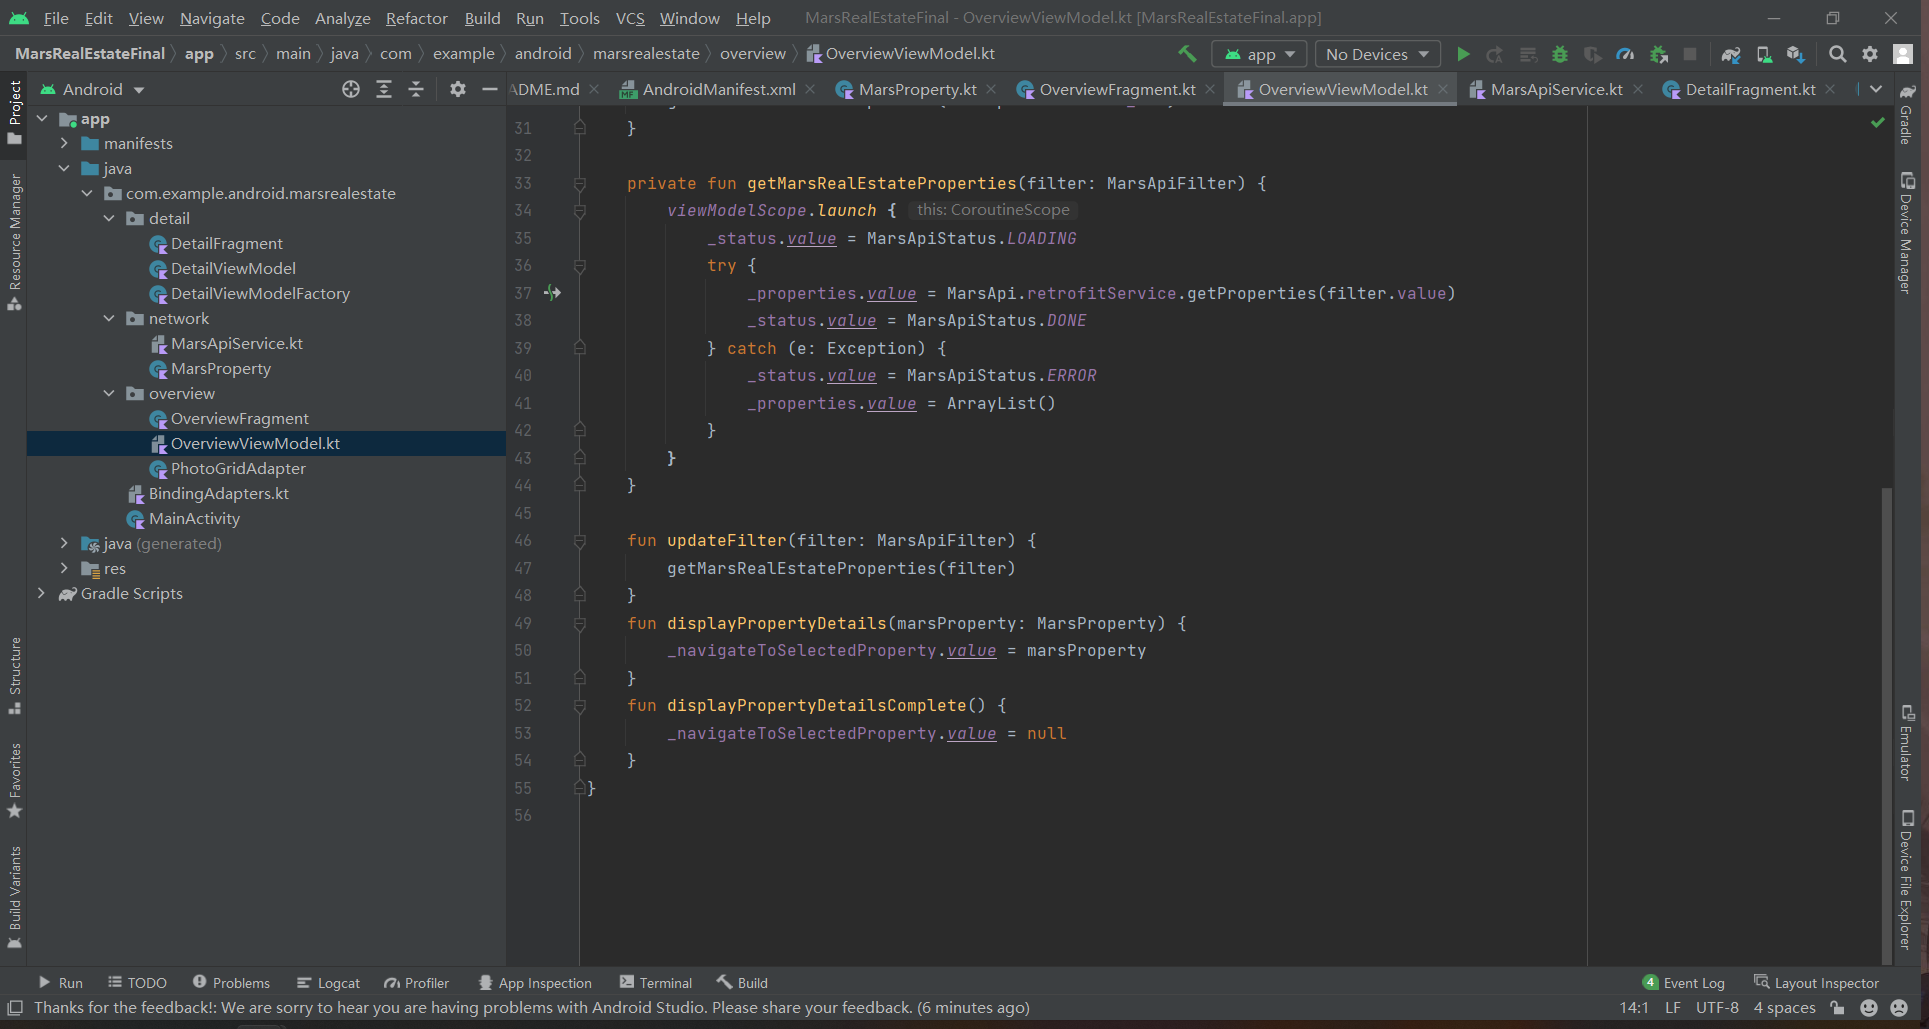 File Edit View Navigate Code Analyze Refactor Build Run Tools VCS Window Help MarsRealEstateFinal - OverviewViewModel.kt [MarsRealEstateFinal.app]
MarsRealEstateFinal app src main java com example android marsrealestate overview OverviewViewModel.kt app No Devices
Android
ADME.md AndroidManifest.xml MarsProperty.kt OverviewFragment.kt OverviewViewModel.kt MarsApiService.kt DetailFragment.kt
Project
Resource Manager
Structure
Favorites
Build Variants
app
manifests
java
com.example.android.marsrealestate
detail
DetailFragment
DetailViewModel
DetailViewModelFactory
network
MarsApiService.kt
MarsProperty
overview
OverviewFragment
OverviewViewModel.kt
PhotoGridAdapter
BindingAdapters.kt
MainActivity
java (generated)
res
Gradle Scripts
31 }
32
33 private fun getMarsRealEstateProperties(filter: MarsApiFilter) {
34 viewModelScope.launch { this: CoroutineScope
35 _status.value = MarsApiStatus.LOADING
36 try {
37 _properties.value = MarsApi.retrofitService.getProperties(filter.value)
38 _status.value = MarsApiStatus.DONE
39 } catch (e: Exception) {
40 _status.value = MarsApiStatus.ERROR
41 _properties.value = ArrayList()
42 }
43 }
44 }
45
46 fun updateFilter(filter: MarsApiFilter) {
47 getMarsRealEstateProperties(filter)
48 }
49 fun displayPropertyDetails(marsProperty: MarsProperty) {
50 _navigateToSelectedProperty.value = marsProperty
51 }
52 fun displayPropertyDetailsComplete() {
53 _navigateToSelectedProperty.value = null
54 }
55 }
56
Gradle
Device Manager
Emulator
Device File Explorer
Run TODO Problems Logcat Profiler App Inspection Terminal Build 4 Event Log Layout Inspector
Thanks for the feedback!: We are sorry to hear you are having problems with Android Studio. Please share your feedback. (6 minutes ago) 14:1 LF UTF-8 4 spaces